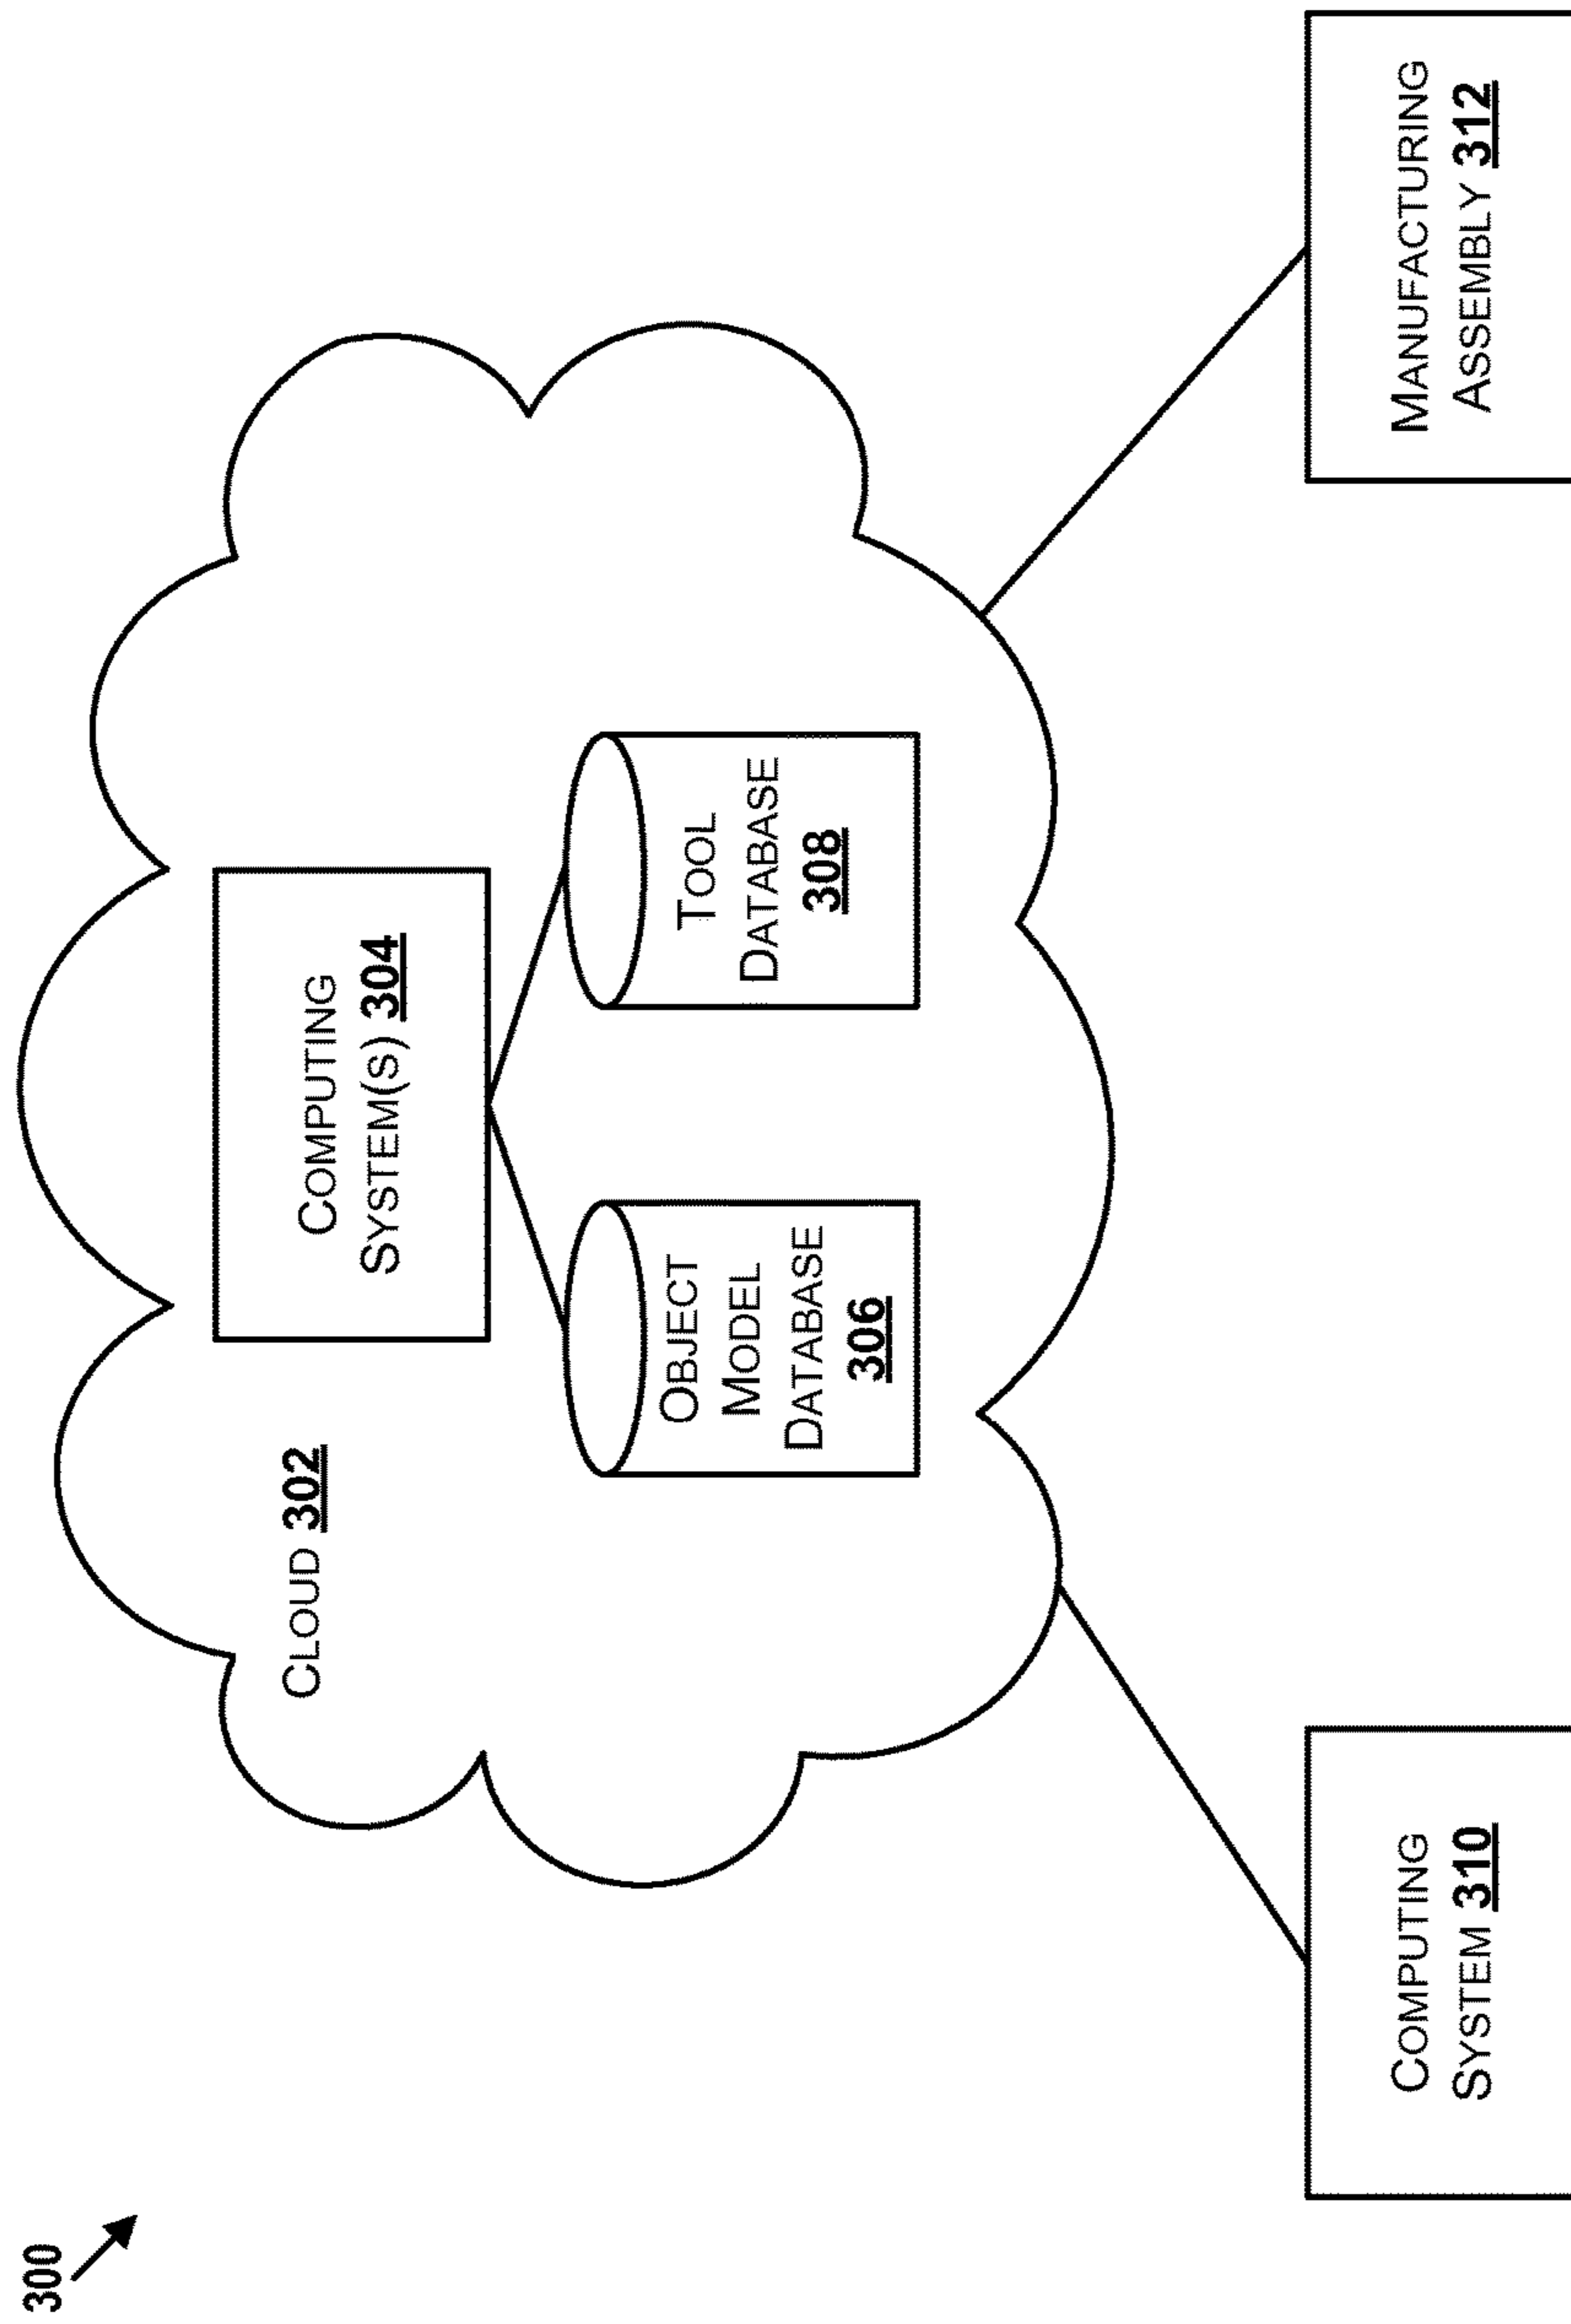 300
CLOUD 302
COMPUTING
SYSTEM(S) 304
OBJECT
MODEL
DATABASE
306
TOOL
DATABASE
308
COMPUTING
SYSTEM 310
MANUFACTURING
ASSEMBLY 312